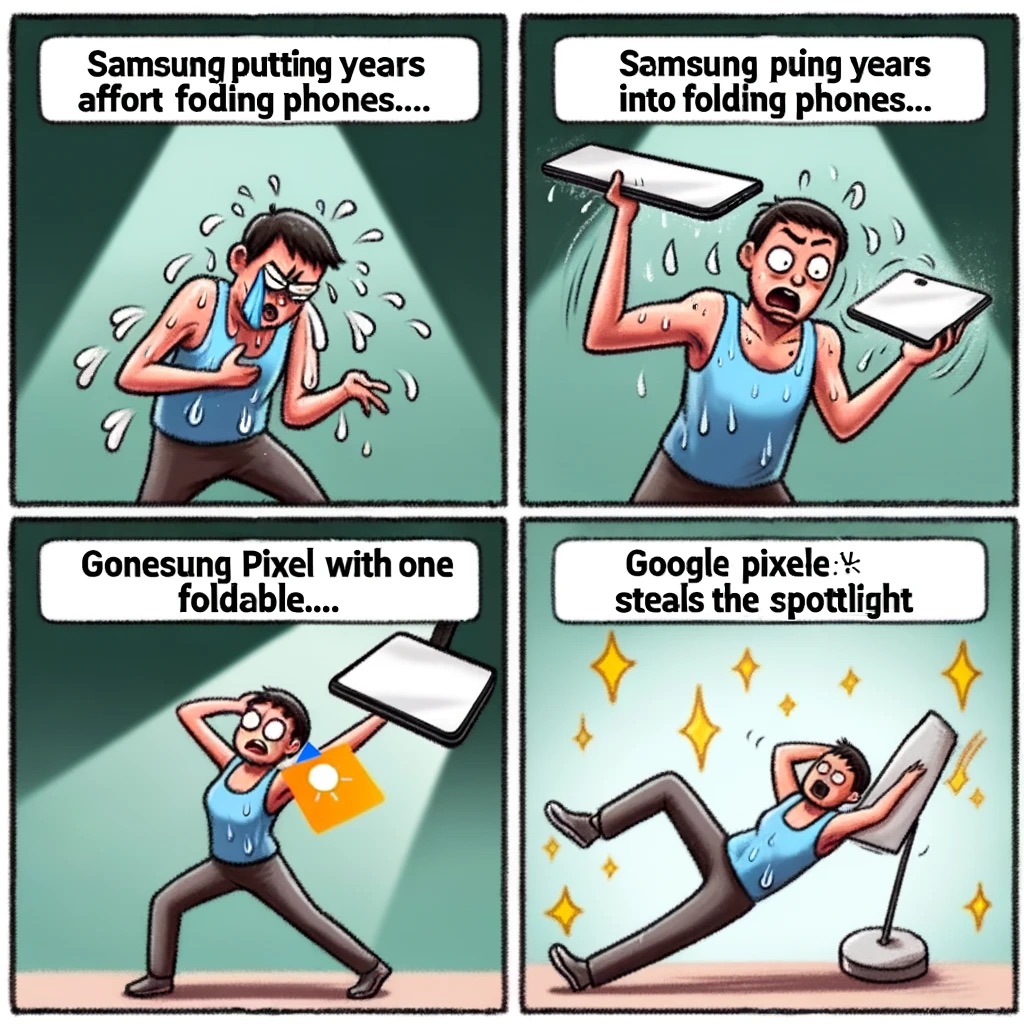 Samsung putting years
affort foding phones....
Samsung puing years
into folding phones...
Gonesung Pixel with one
foldable....
Google pixele:
steals the spottlight